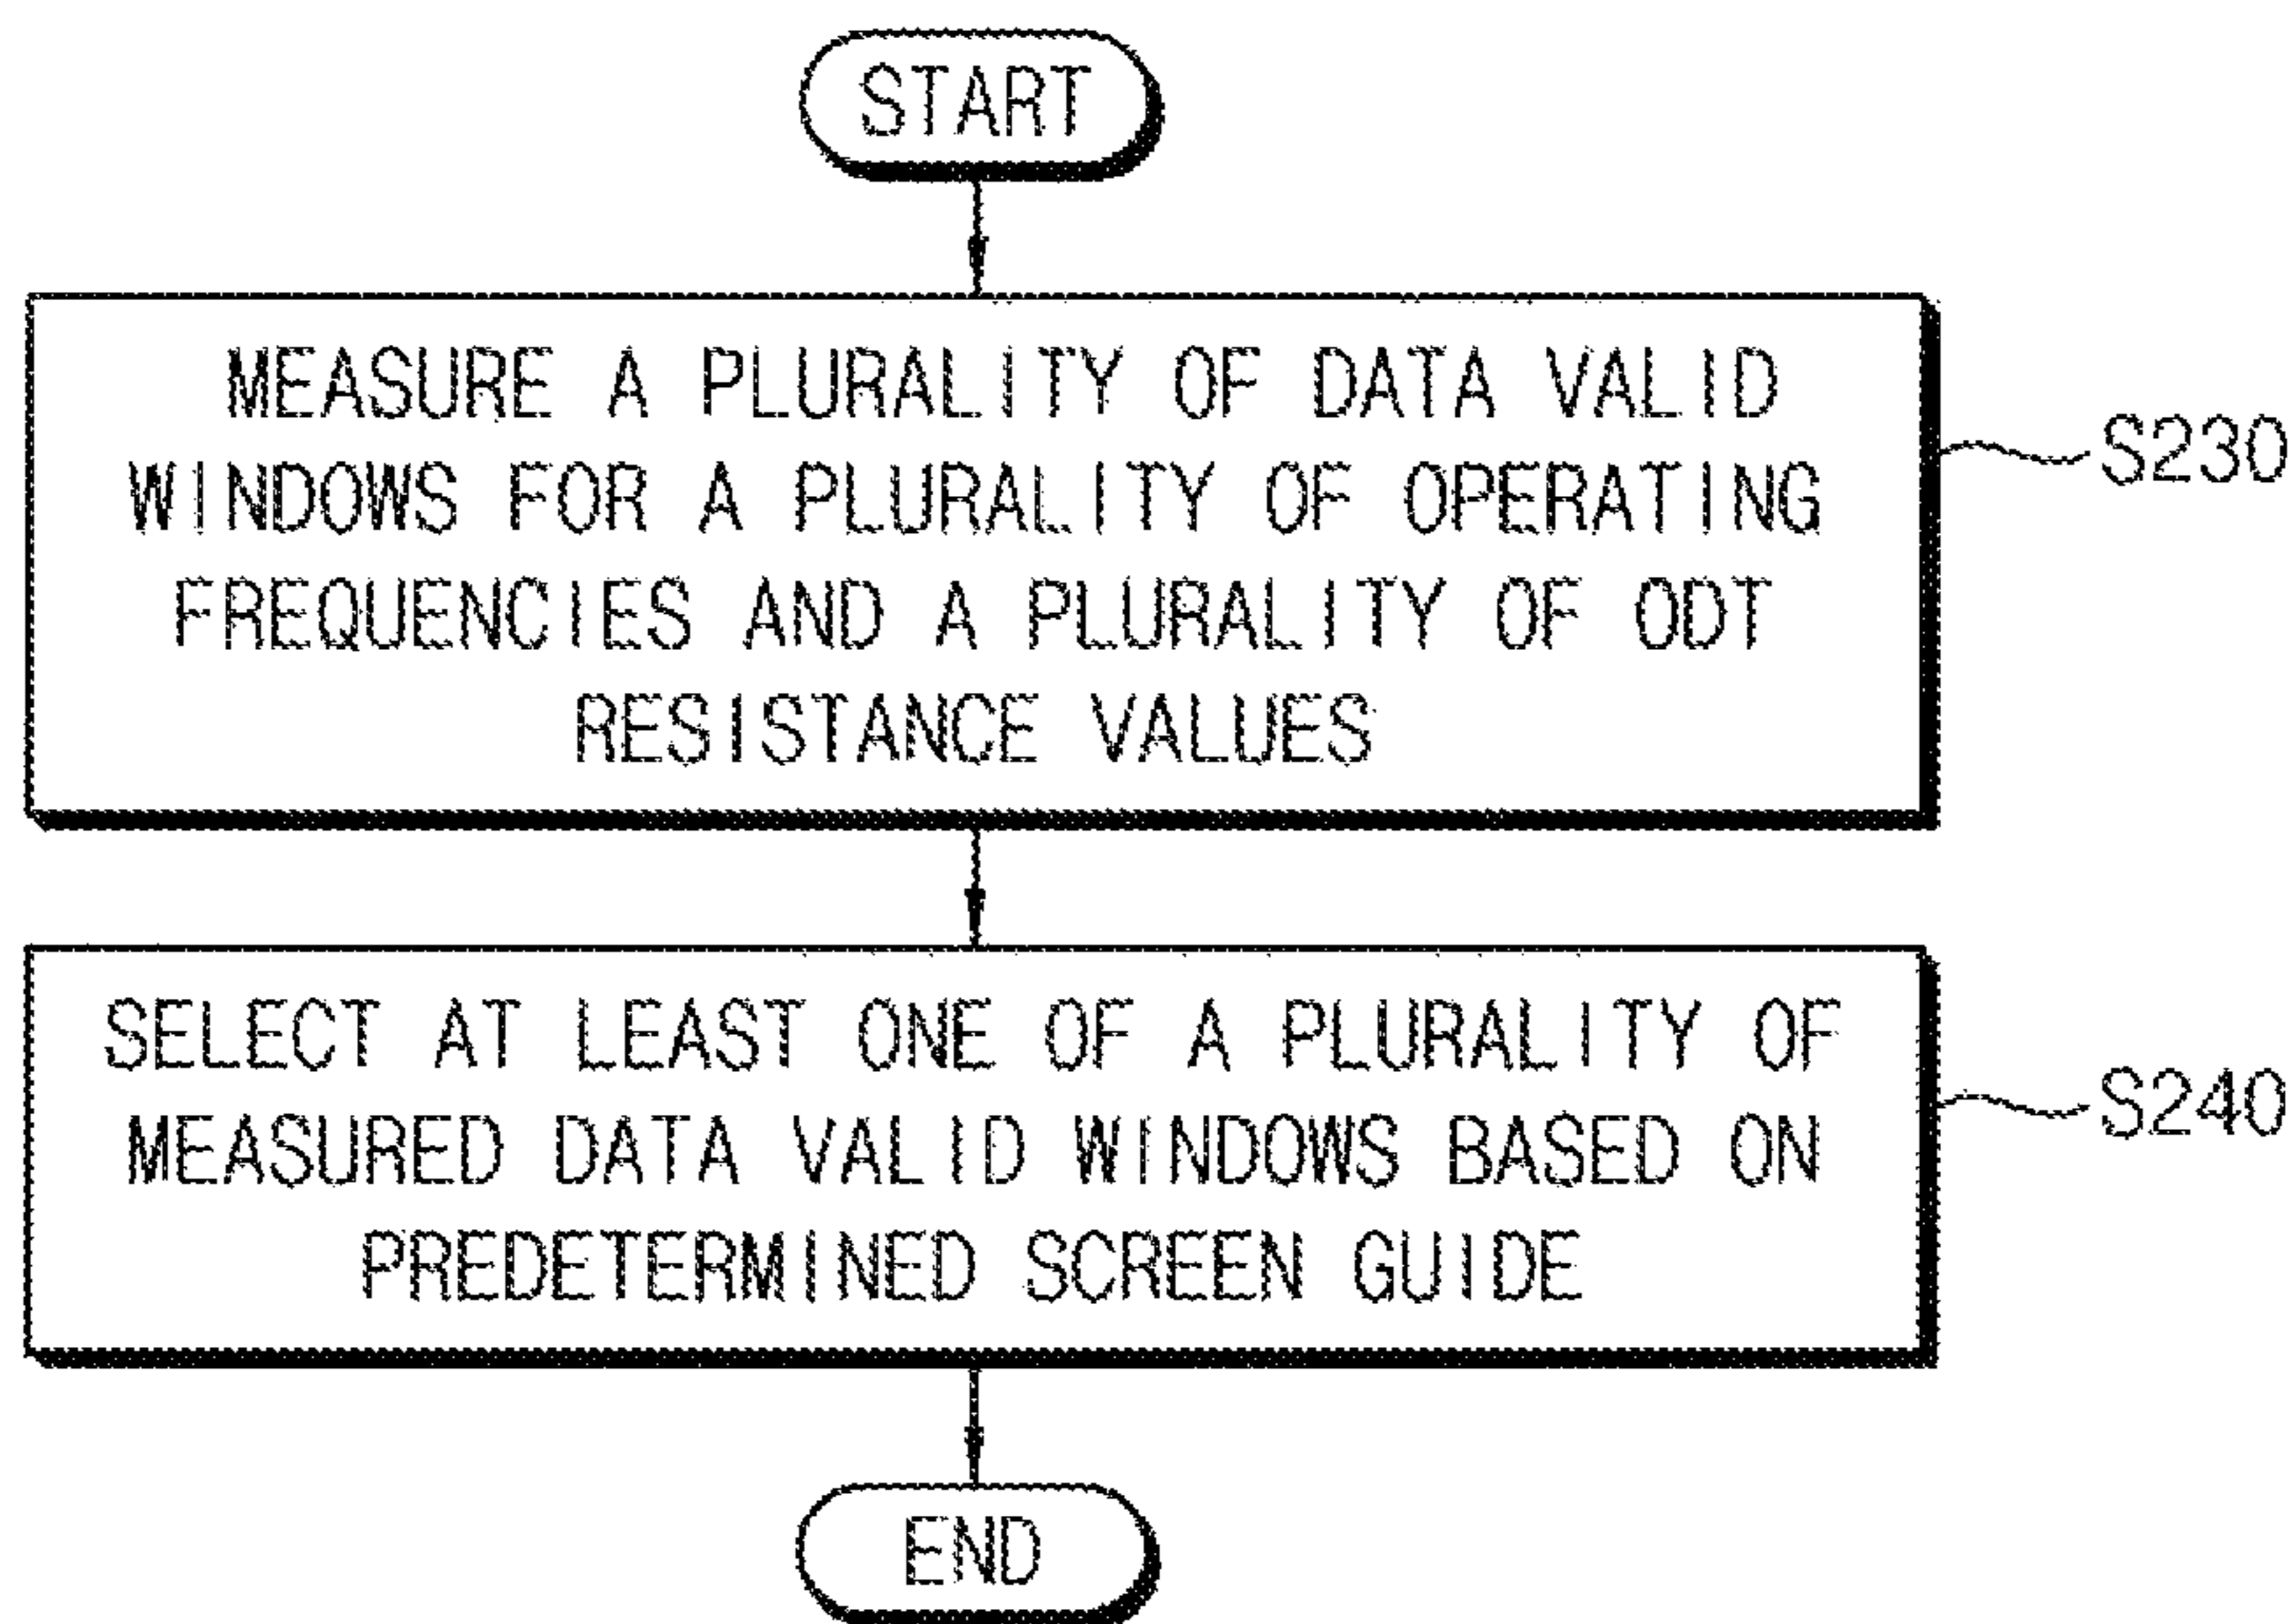 START
MEASURE A PLURALITY OF DATA VALID
WINDOWS FOR A PLURALITY OF OPERATING
FREQUENCIES AND A PLURALITY OF ODT
RESISTANCE VALUES
S230
SELECT AT LEAST ONE OF A PLURALITY OF
MEASURED DATA VALID WINDOWS BASED ON
PREDETERMINED SCREEN GUIDE
S240
END